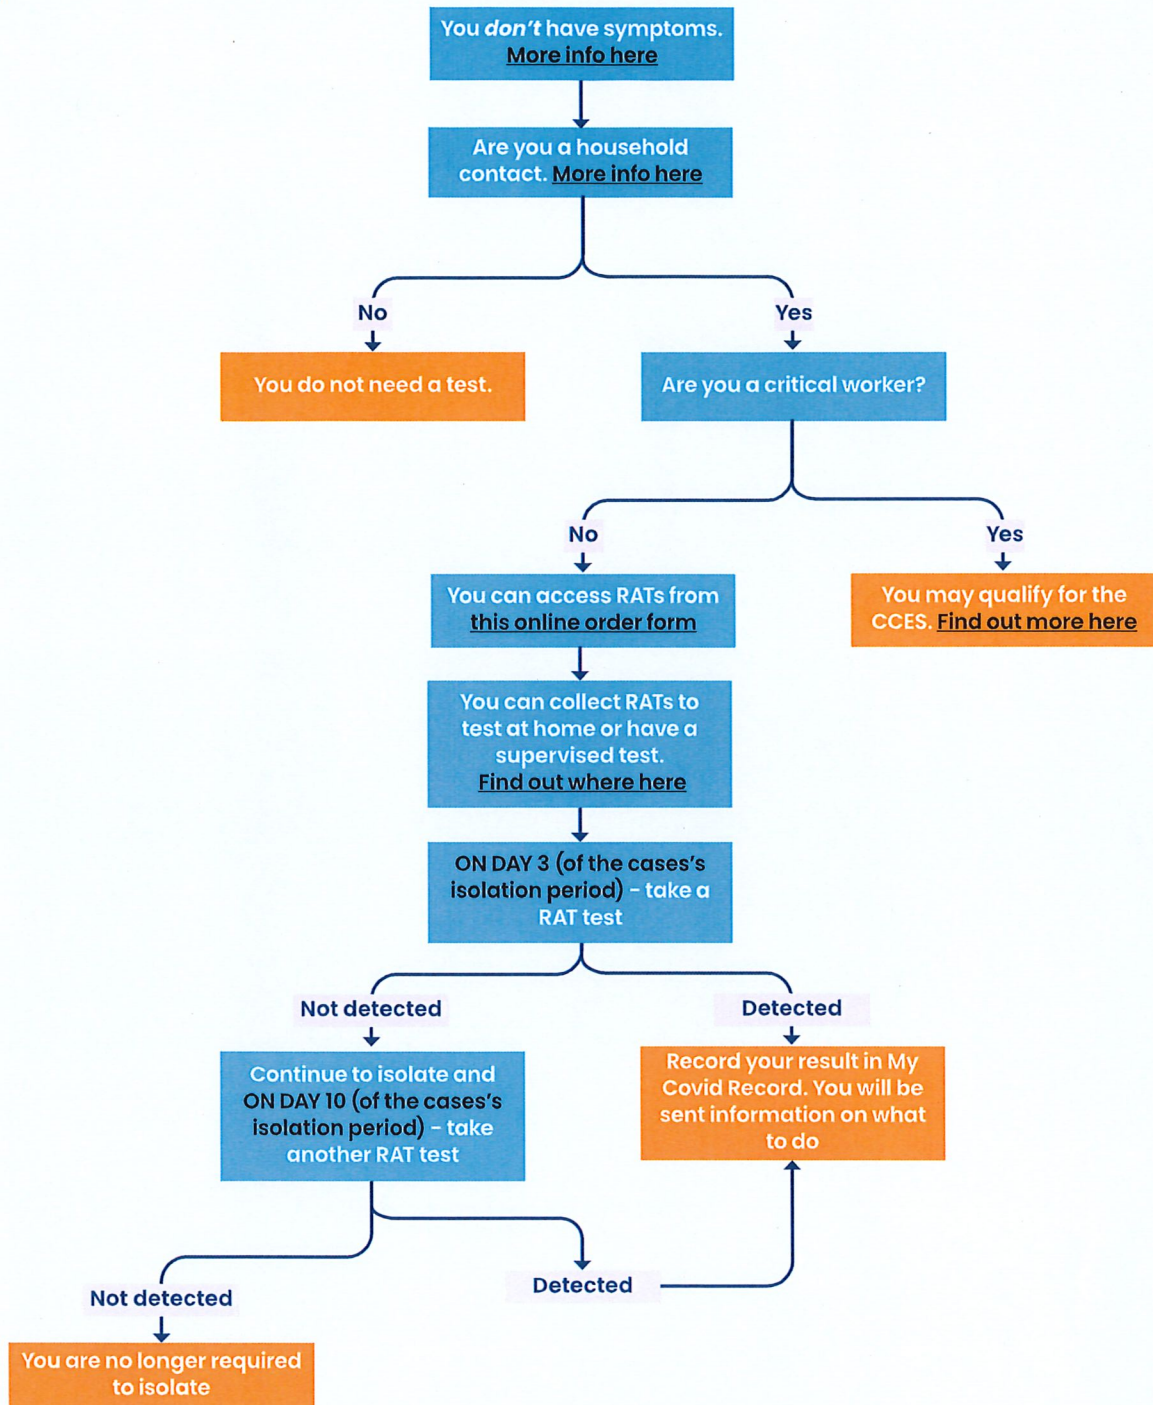 You don't have symptoms.
More info here
Are you a household
contact. More info here
No
Yes
You do not need a test.
Are you a critical worker?
No
Yes
You can access RATs from
this online order form
You may qualify for the
CCES. Find out more here
You can collect RATs to
test at home or have a
supervised test.
Find out where here
ON DAY 3 (of the cases's
isolation period) - take a
RAT test
Not detected
Detected
Continue to isolate and
ON DAY 10 (of the cases's
isolation period) - take
another RAT test
Record your result in My
Covid Record. You will be
sent information on what
to do
Not detected
Detected
You are no longer required
to isolate